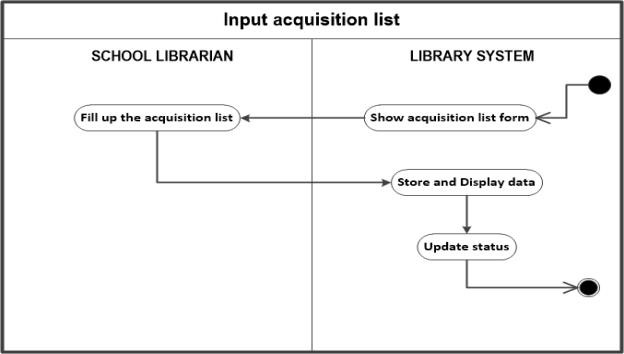 Input acquisition list
SCHOOL LIBRARIAN
LIBRARY SYSTEM
Fill up the acquisition list
Show acquisition list form
Store and Display data
Update status